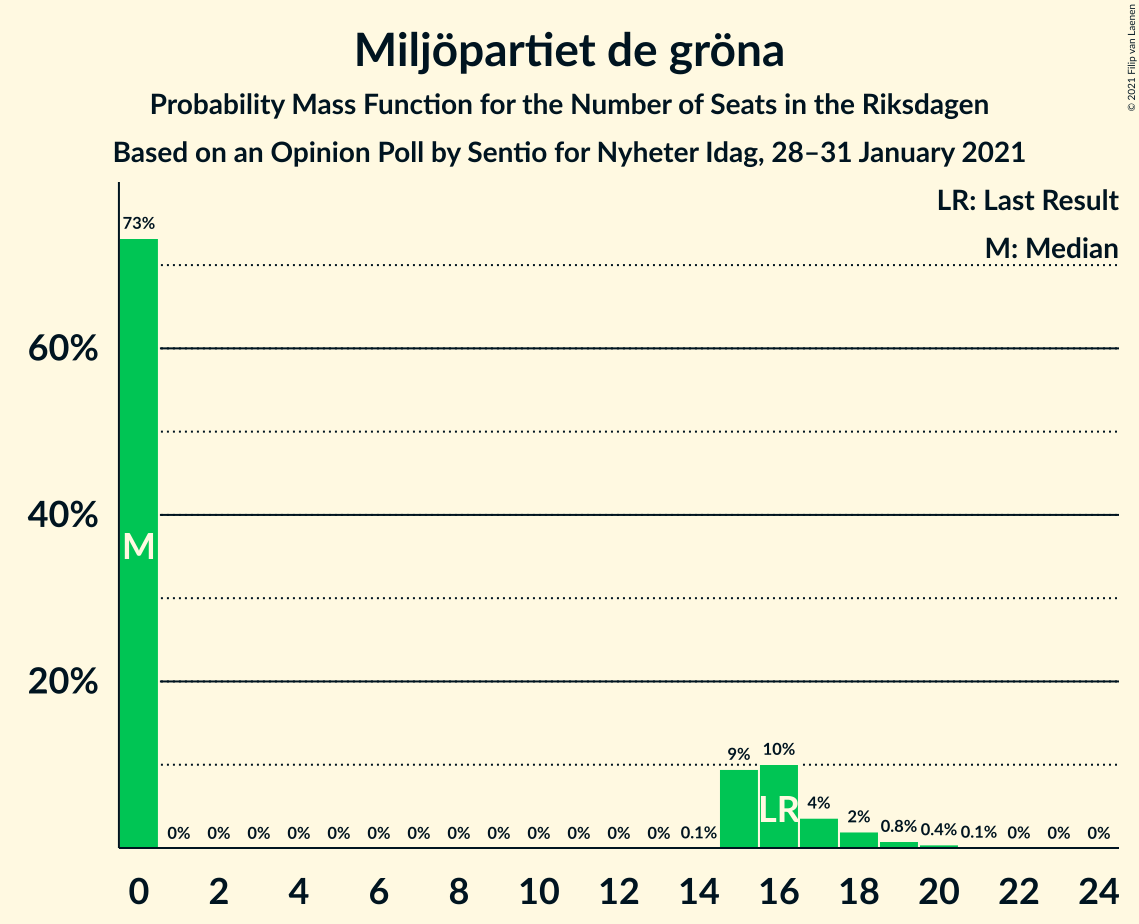 Miljöpartiet de gröna
Probability Mass Function for the Number of Seats in the Riksdagen
Based on an Opinion Poll by Sentio for Nyheter Idag, 28–31 January 2021
© 2021 Filip van Laenen
LR: Last Result
M: Median
60%
40%
20%
73% 0% 0% 0% 0% 0% 0% 0% 0% 0% 0% 0% 0% 0% 0.1% 9% 10% 4% 2% 0.8% 0.4% 0.1% 0% 0% 0%
M
LR
0 2 4 6 8 10 12 14 16 18 20 22 24